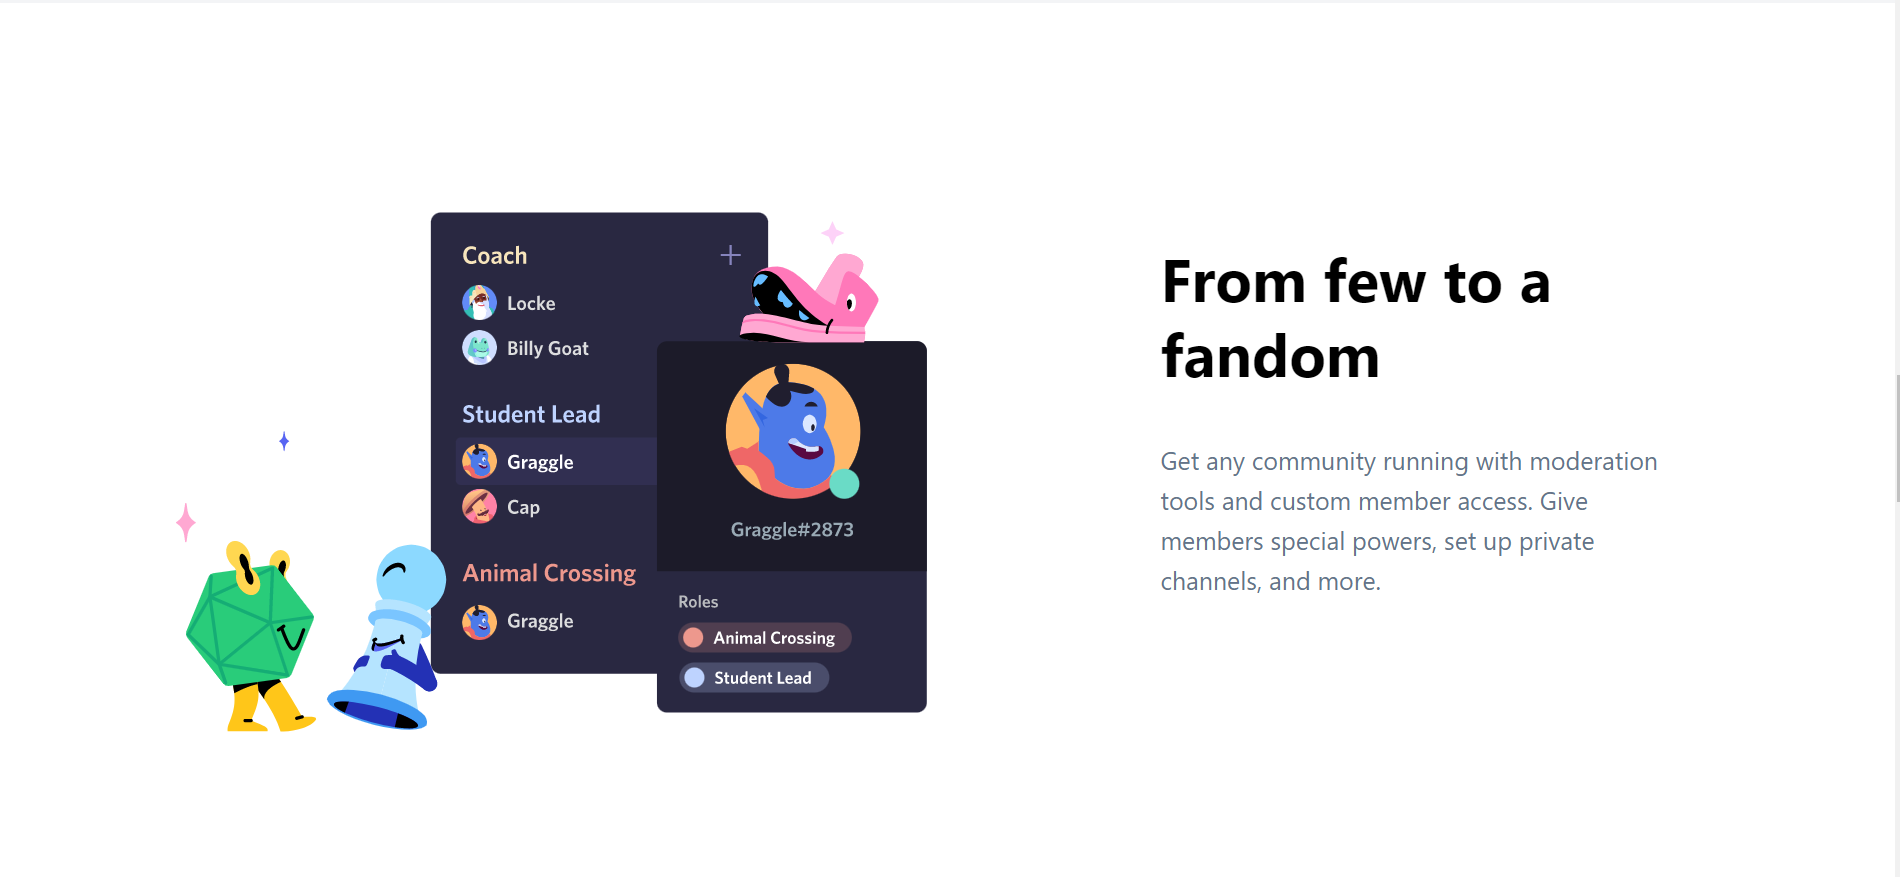 Coach
Locke
Billy Goat
Student Lead
Graggle
Cap
Animal Crossing
Graggle
Graggle#2873
Roles
Animal Crossing
Student Lead
From few to a
fandom
Get any community running with moderation
tools and custom member access. Give
members special powers, set up private
channels, and more.